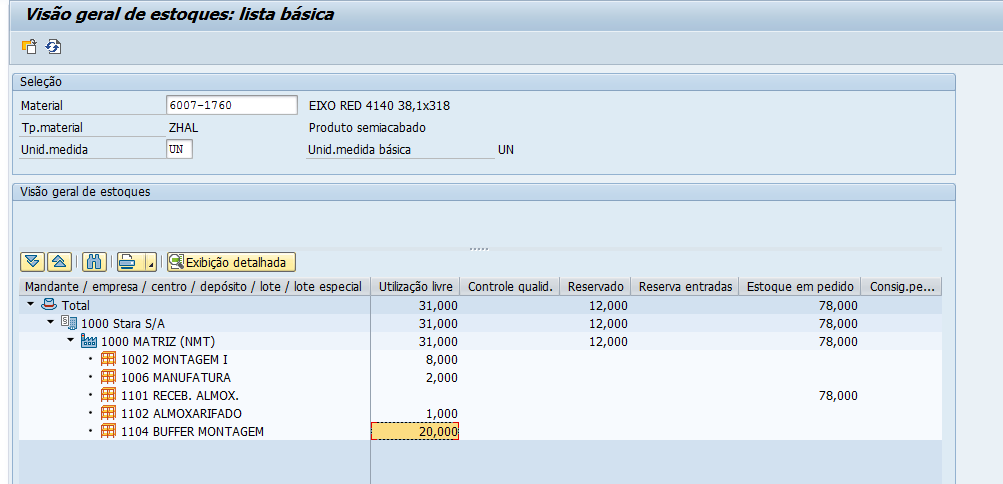 Visão geral de estoques: lista básica
Seleção
Material 6007-1760 EIXO RED 4140 38,1x318
Tp.material ZHAL Produto semiacabado
Unid.medida UN Unid.medida básica UN
Visão geral de estoques
Exibição detalhada
Mandante / empresa / centro / depósito / lote / lote especial Utilização livre Controle qualid. Reservado Reserva entradas Estoque em pedido Consig.pe...
Total 31,000 12,000 78,000
1000 Stara S/A 31,000 12,000 78,000
1000 MATRIZ (NMT) 31,000 12,000 78,000
1002 MONTAGEM I 8,000
1006 MANUFATURA 2,000
1101 RECEB. ALMOX. 78,000
1102 ALMOXARIFADO 1,000
1104 BUFFER MONTAGEM 20,000